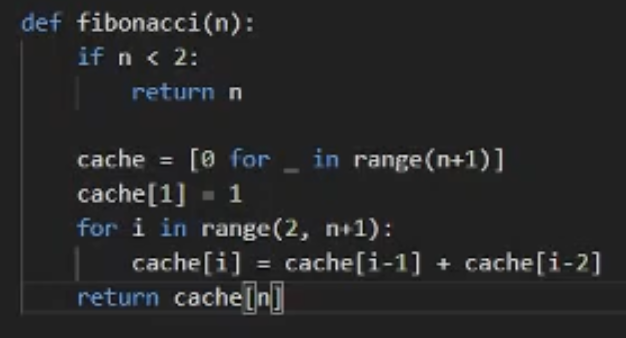 def fibonacci(n):
    if n < 2:
        return n

    cache = [0 for _ in range(n+1)]
    cache[1] = 1
    for i in range(2, n+1):
        cache[i] = cache[i-1] + cache[i-2]
    return cache[n]